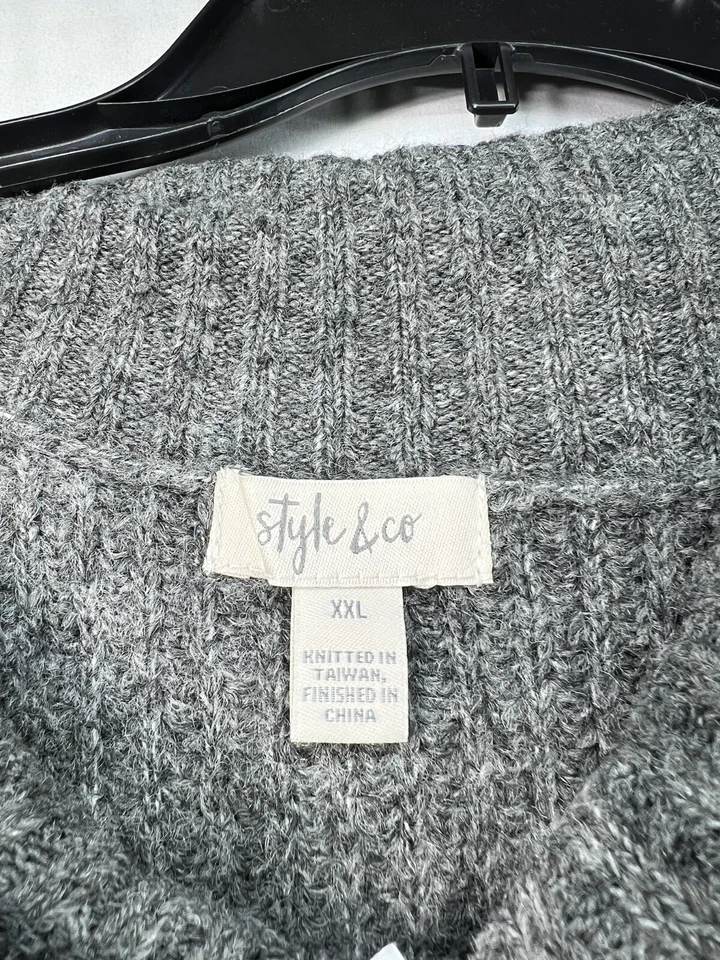 style & co
XXL
KNITTED IN
TAIWAN,
FINISHED IN
CHINA